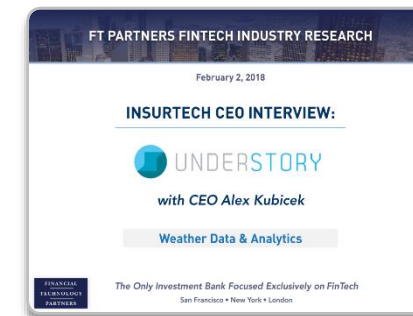 FT PARTNERS FINTECH INDUSTRY RESEARCH
February 2, 2018
INSURTECH CEO INTERVIEW:
UNDERSTORY
with CEO Alex Kubicek
Weather Data & Analytics
FINANCIAL
TECHNOLOGY
PARTNERS
The Only Investment Bank Focused Exclusively on FinTech
San Francisco • New York • London